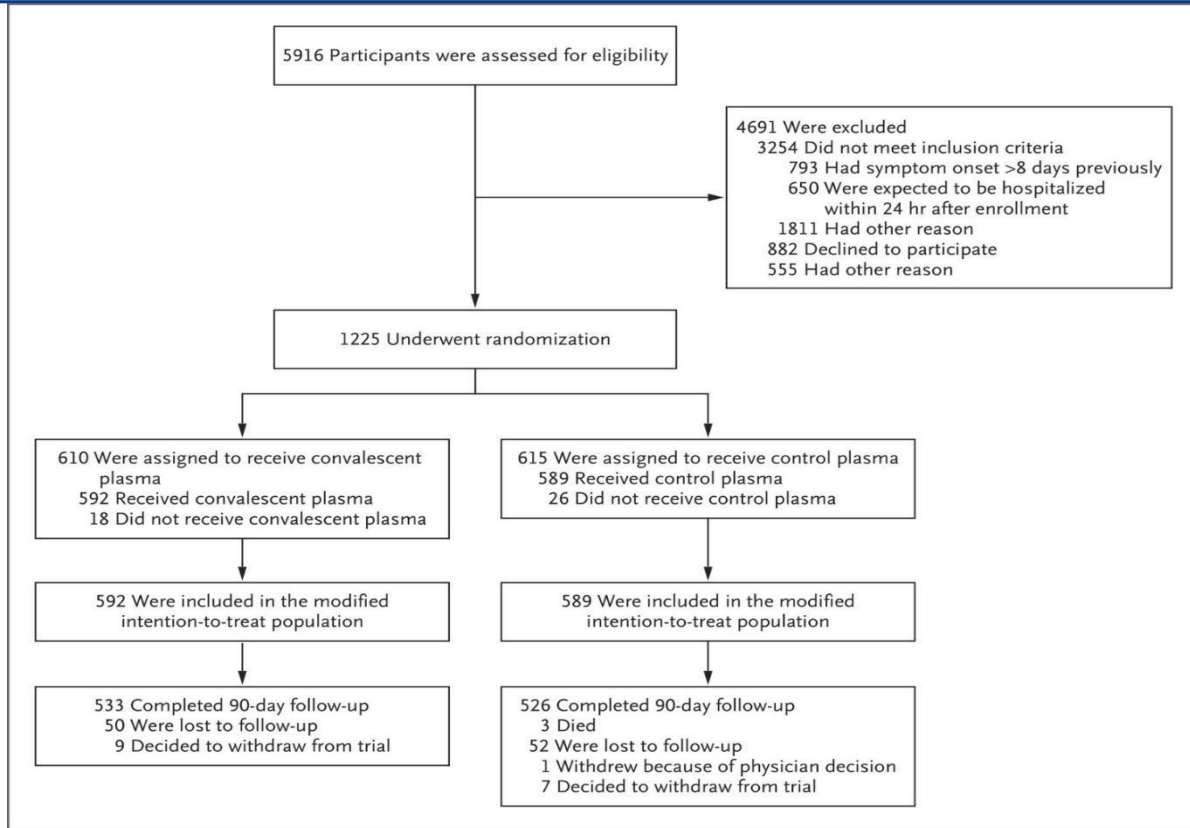 5916 Participants were assessed for eligibility
4691 Were excluded
3254 Did not meet inclusion criteria
793 Had symptom onset >8 days previously
650 Were expected to be hospitalized
within 24 hr after enrollment
1811 Had other reason
882 Declined to participate
555 Had other reason
1225 Underwent randomization
610 Were assigned to receive convalescent
plasma
592 Received convalescent plasma
18 Did not receive convalescent plasma
615 Were assigned to receive control plasma
589 Received control plasma
26 Did not receive control plasma
592 Were included in the modified
intention-to-treat population
589 Were included in the modified
intention-to-treat population
533 Completed 90-day follow-up
50 Were lost to follow-up
9 Decided to withdraw from trial
526 Completed 90-day follow-up
3 Died
52 Were lost to follow-up
1 Withdrew because of physician decision
7 Decided to withdraw from trial